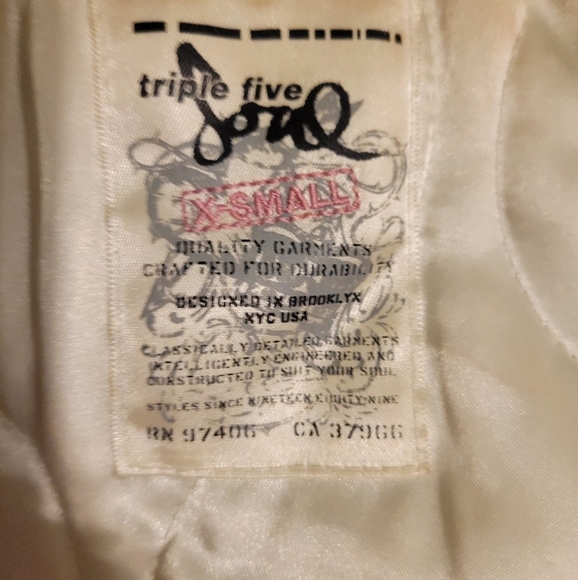 triple five
Soul
X-SMALL
QUALITY GARMENTS
CRAFTED FOR DURABILITY
DESIGNED IN BROOKLYN
NYC USA
CLASSICALLY DETAILED GARMENTS
INTELLIGENTLY ENGINEERED AND
CONSTRUCTED TO SUIT YOUR SOUL
STYLES SINCE NINETEEN EIGHTY-NINE
RN 97406 CA 37966